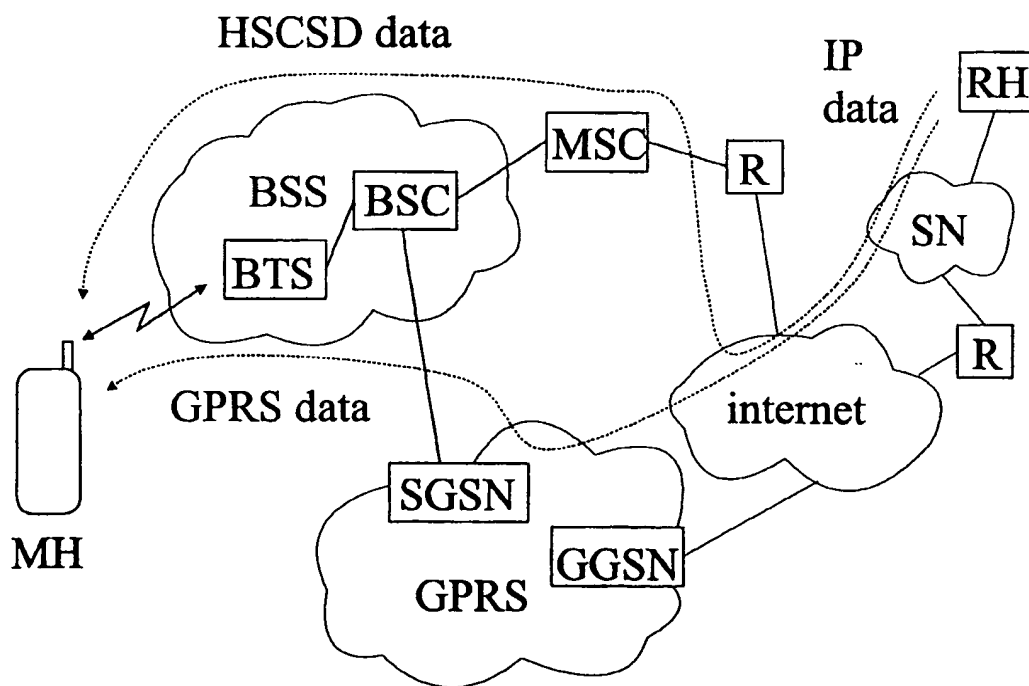 HSCSD data
IP
data
RH
MSC
R
BSS
BSC
SN
BTS
R
GPRS data
internet
SGSN
MH
GGSN
GPRS